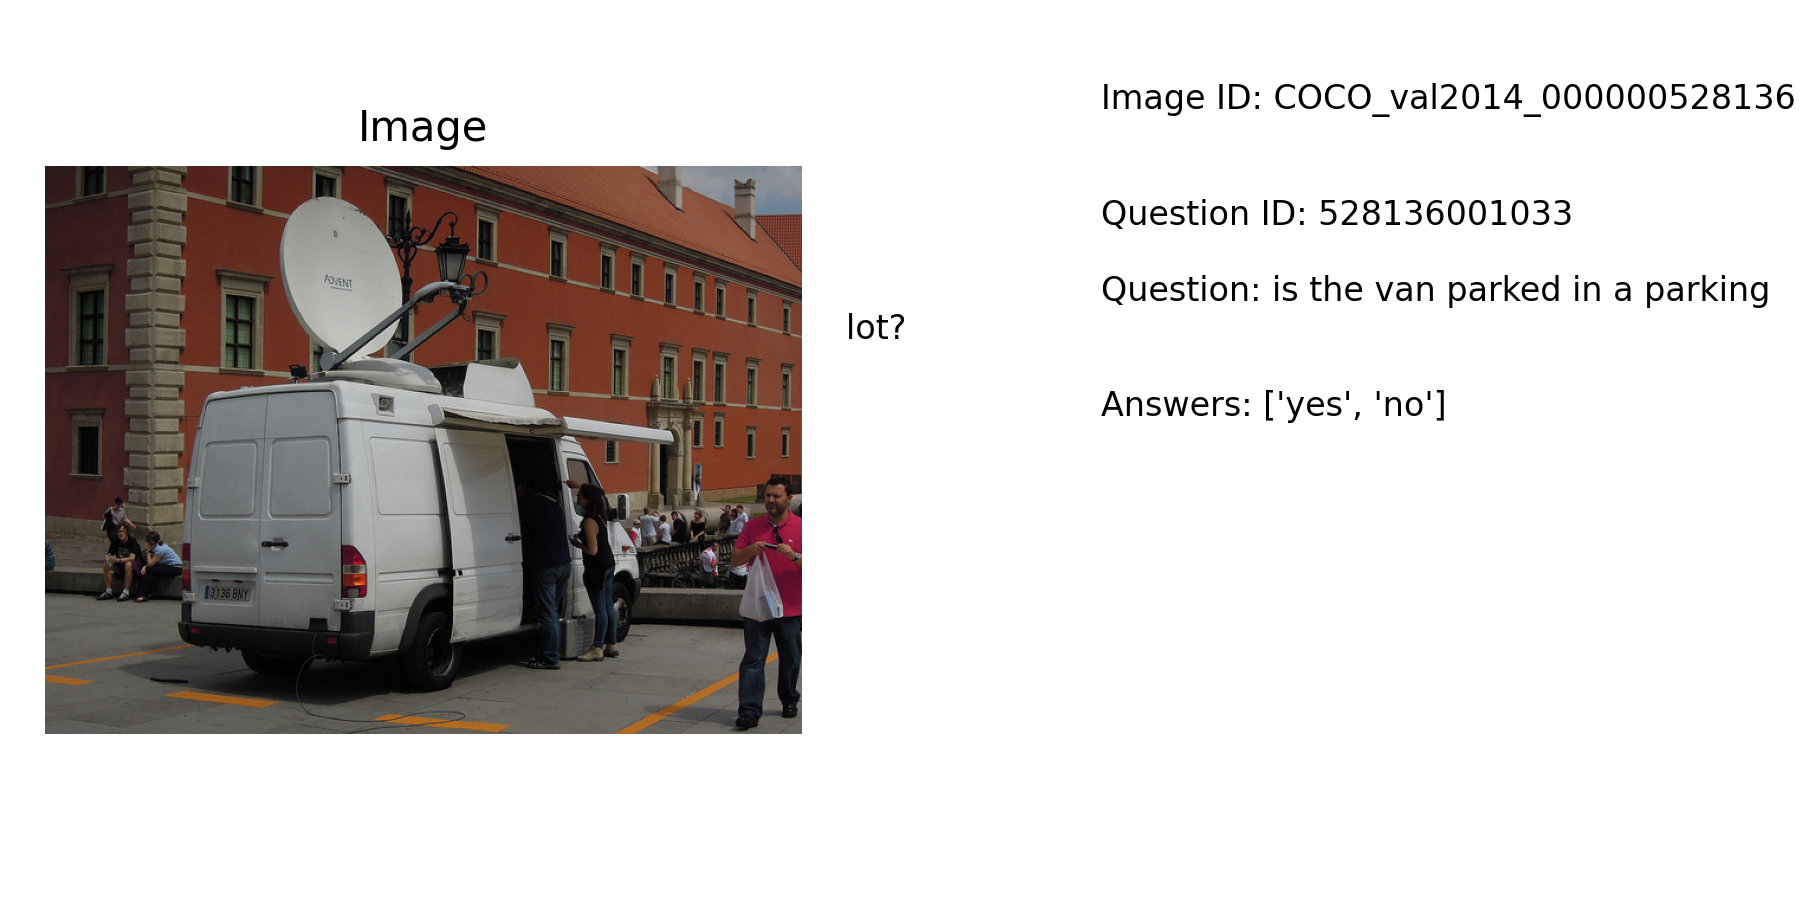 Image
ADVENT
3136 BNY
Image ID: COCO_val2014_000000528136
Question ID: 528136001033
Question: is the van parked in a parking
lot?
Answers: ['yes', 'no']